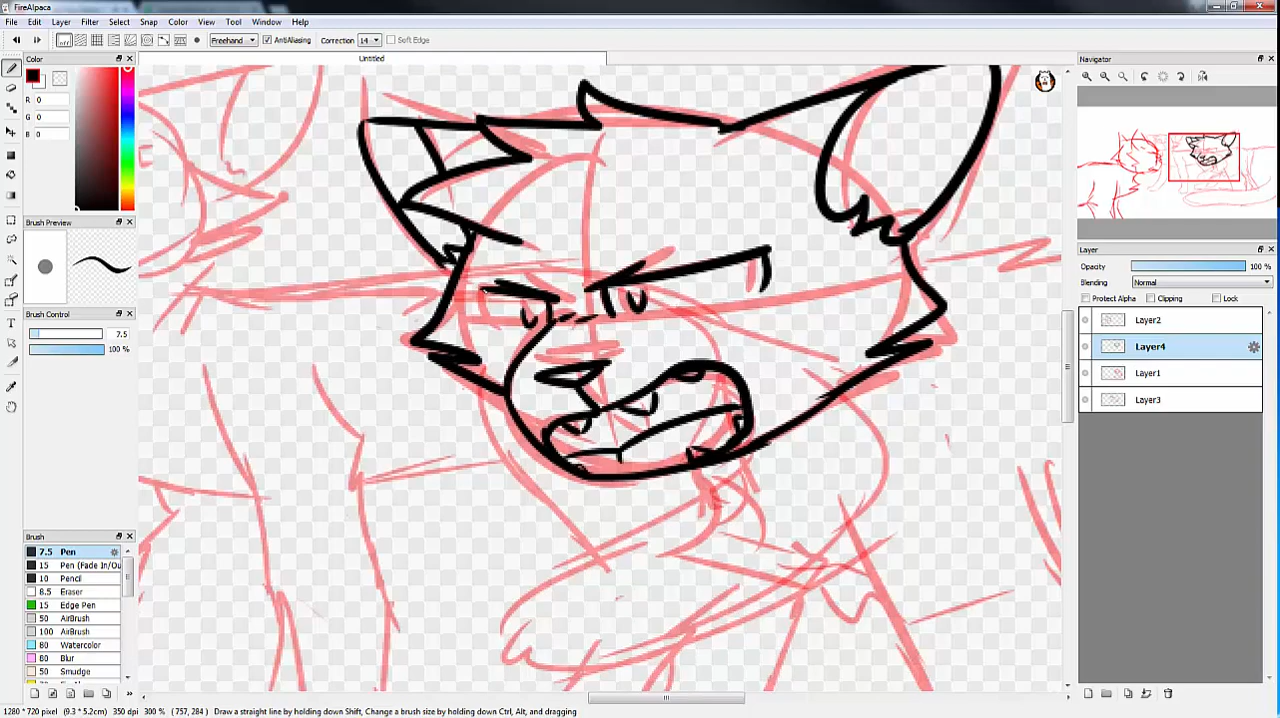 FireAlpaca
File Edit Layer Filter Select Snap Color View Tool Window Help
Freehand AntiAliasing Correction 14 Soft Edge
Untitled
Color
R 0
G 0
B 0
Brush Preview
Brush Control
7.5
100 %
Brush
7.5 Pen
15 Pen (Fade In/Ou
10 Pencil
8.5 Eraser
15 Edge Pen
50 AirBrush
100 AirBrush
80 Watercolor
80 Blur
50 Smudge
Navigator
Layer
Opacity 100 %
Blending Normal
Protect Alpha Clipping Lock
Layer2
Layer4
Layer1
Layer3
1280 * 720 pixel (9.3 * 5.2cm) 350 dpi 300 % (757, 284) Draw a straight line by holding down Shift, Change a brush size by holding down Ctrl, Alt, and dragging